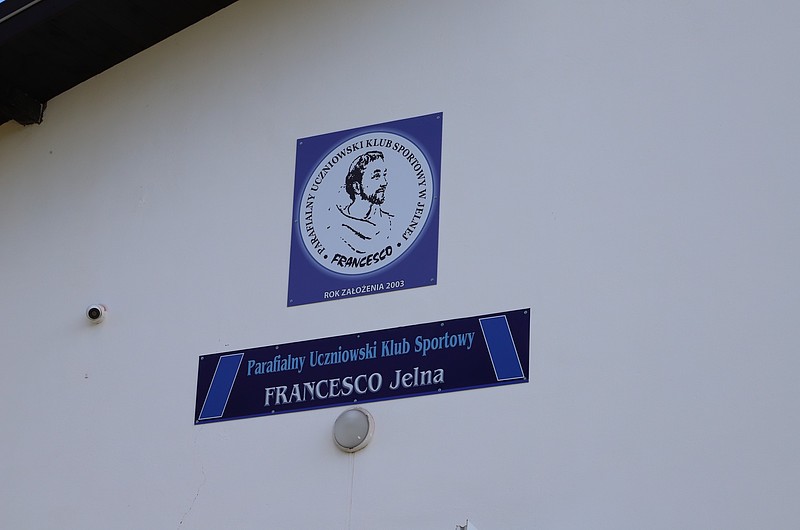 PARAFIALNY UCZNIOWSKI KLUB SPORTOWY W JELNEJ
FRANCESCO
ROK ZAŁOŻENIA 2003
Parafialny Uczniowski Klub Sportowy
FRANCESCO Jelna